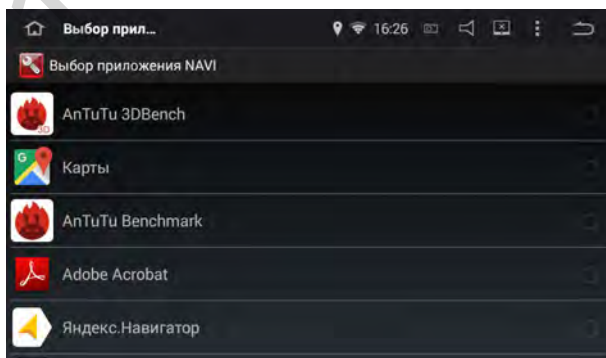 Выбор прил... 16:26
Выбор приложения NAVI
AnTuTu 3DBench
Карты
AnTuTu Benchmark
Adobe Acrobat
Яндекс.Навигатор